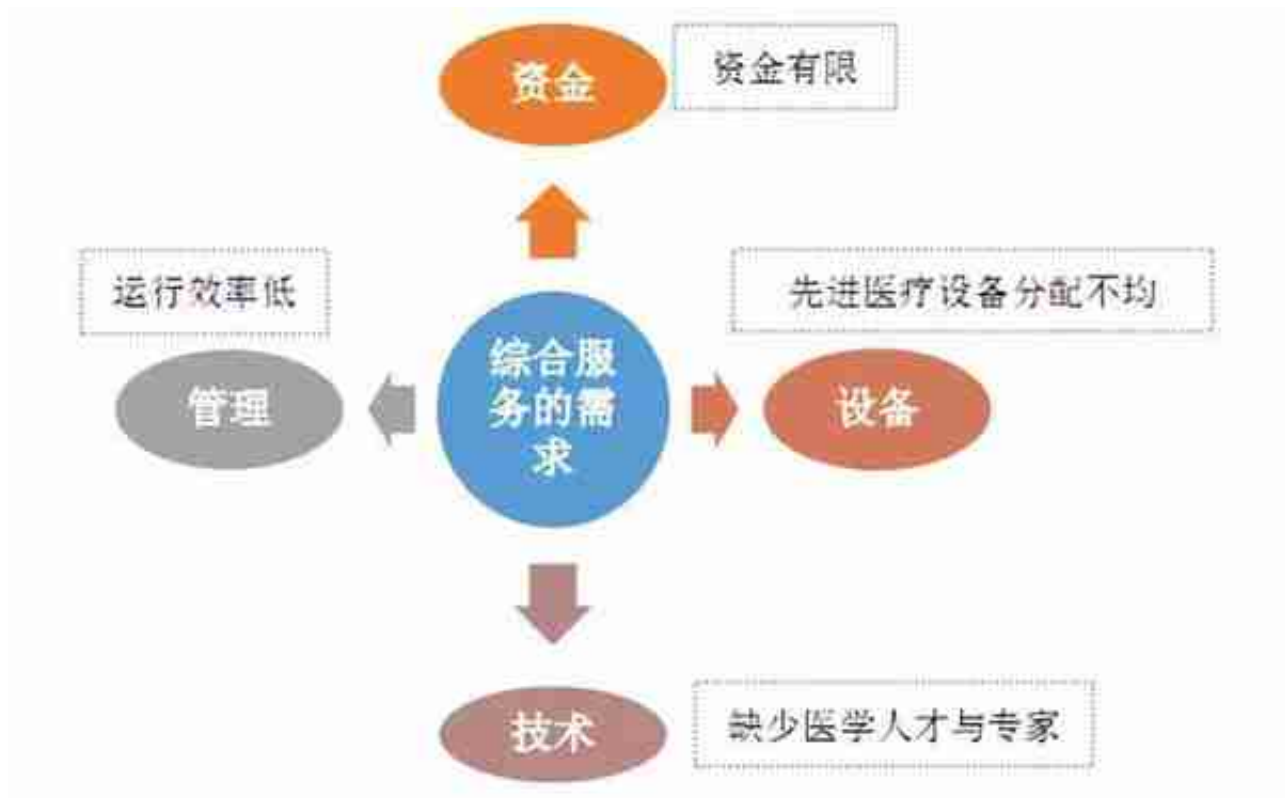 资金
资金有限
运行效率低
先进医疗设备分配不均
综合服
务的需
求
管理
设备
技术
缺少医学人才与专家